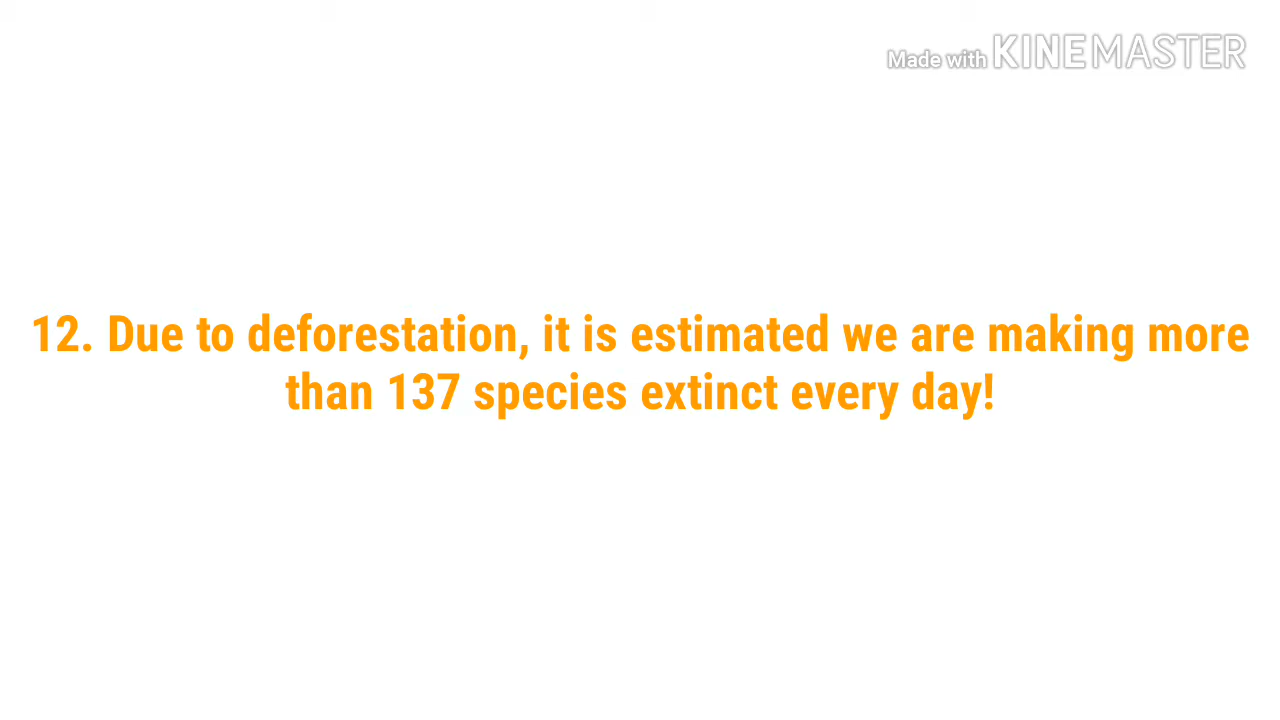 Made with KINEMASTER
12. Due to deforestation, it is estimated we are making more
than 137 species extinct every day!